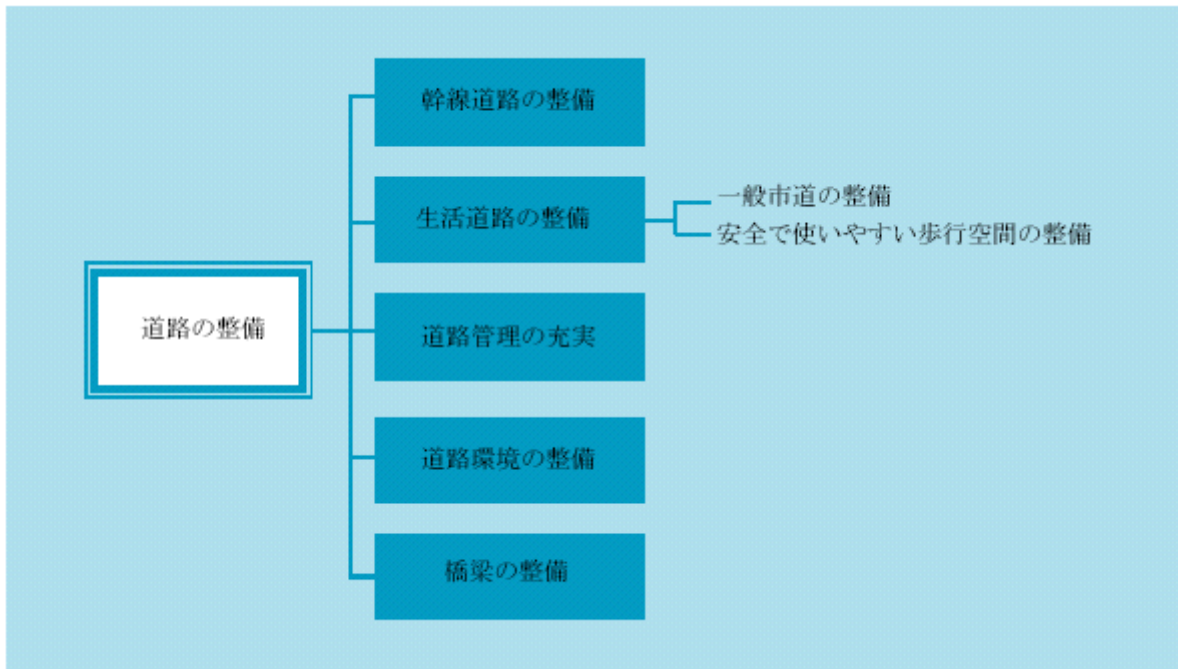 道路の整備
幹線道路の整備
生活道路の整備
一般市道の整備
安全で使いやすい歩行空間の整備
道路管理の充実
道路環境の整備
橋梁の整備